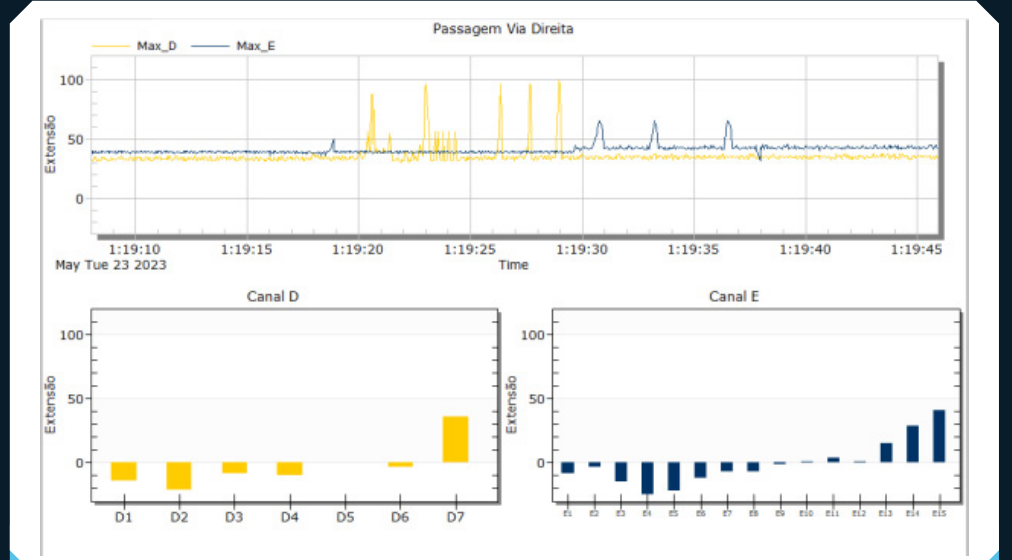 Passagem Via Direita
Max_D Max_E
100
50
0
Extensão
1:19:10 1:19:15 1:19:20 1:19:25 1:19:30 1:19:35 1:19:40 1:19:45
May Tue 23 2023 Time
Canal D
100
50
0
Extensão
D1 D2 D3 D4 D5 D6 D7
Canal E
100
50
0
Extensão
E1 E2 E3 E4 E5 E6 E7 E8 E9 E10 E11 E12 E13 E14 E15